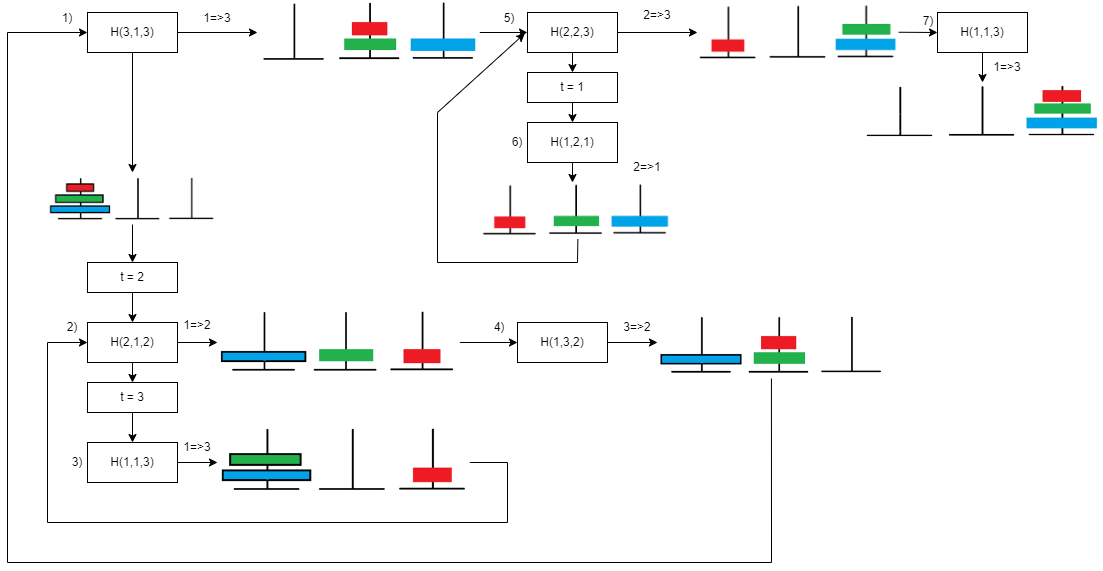 1)
H(3,1,3)
1=>3
5)
H(2,2,3)
2=>3
7)
H(1,1,3)
1=>3
t = 1
6)
H(1,2,1)
2=>1
t = 2
2)
H(2,1,2)
1=>2
4)
H(1,3,2)
3=>2
t = 3
3)
H(1,1,3)
1=>3